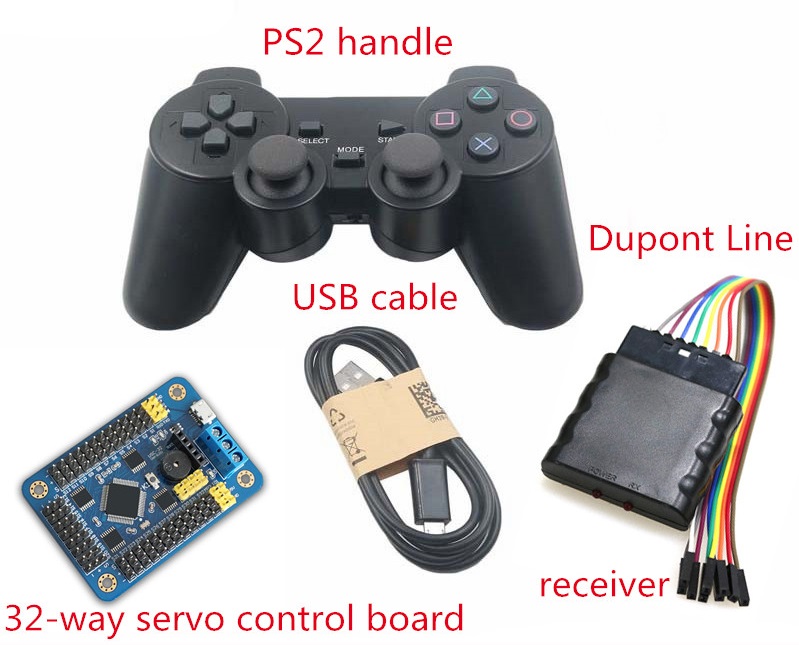 PS2 handle
SELECT
STA
MODE
Dupont Line
USB cable
POWER RX
receiver
32-way servo control board